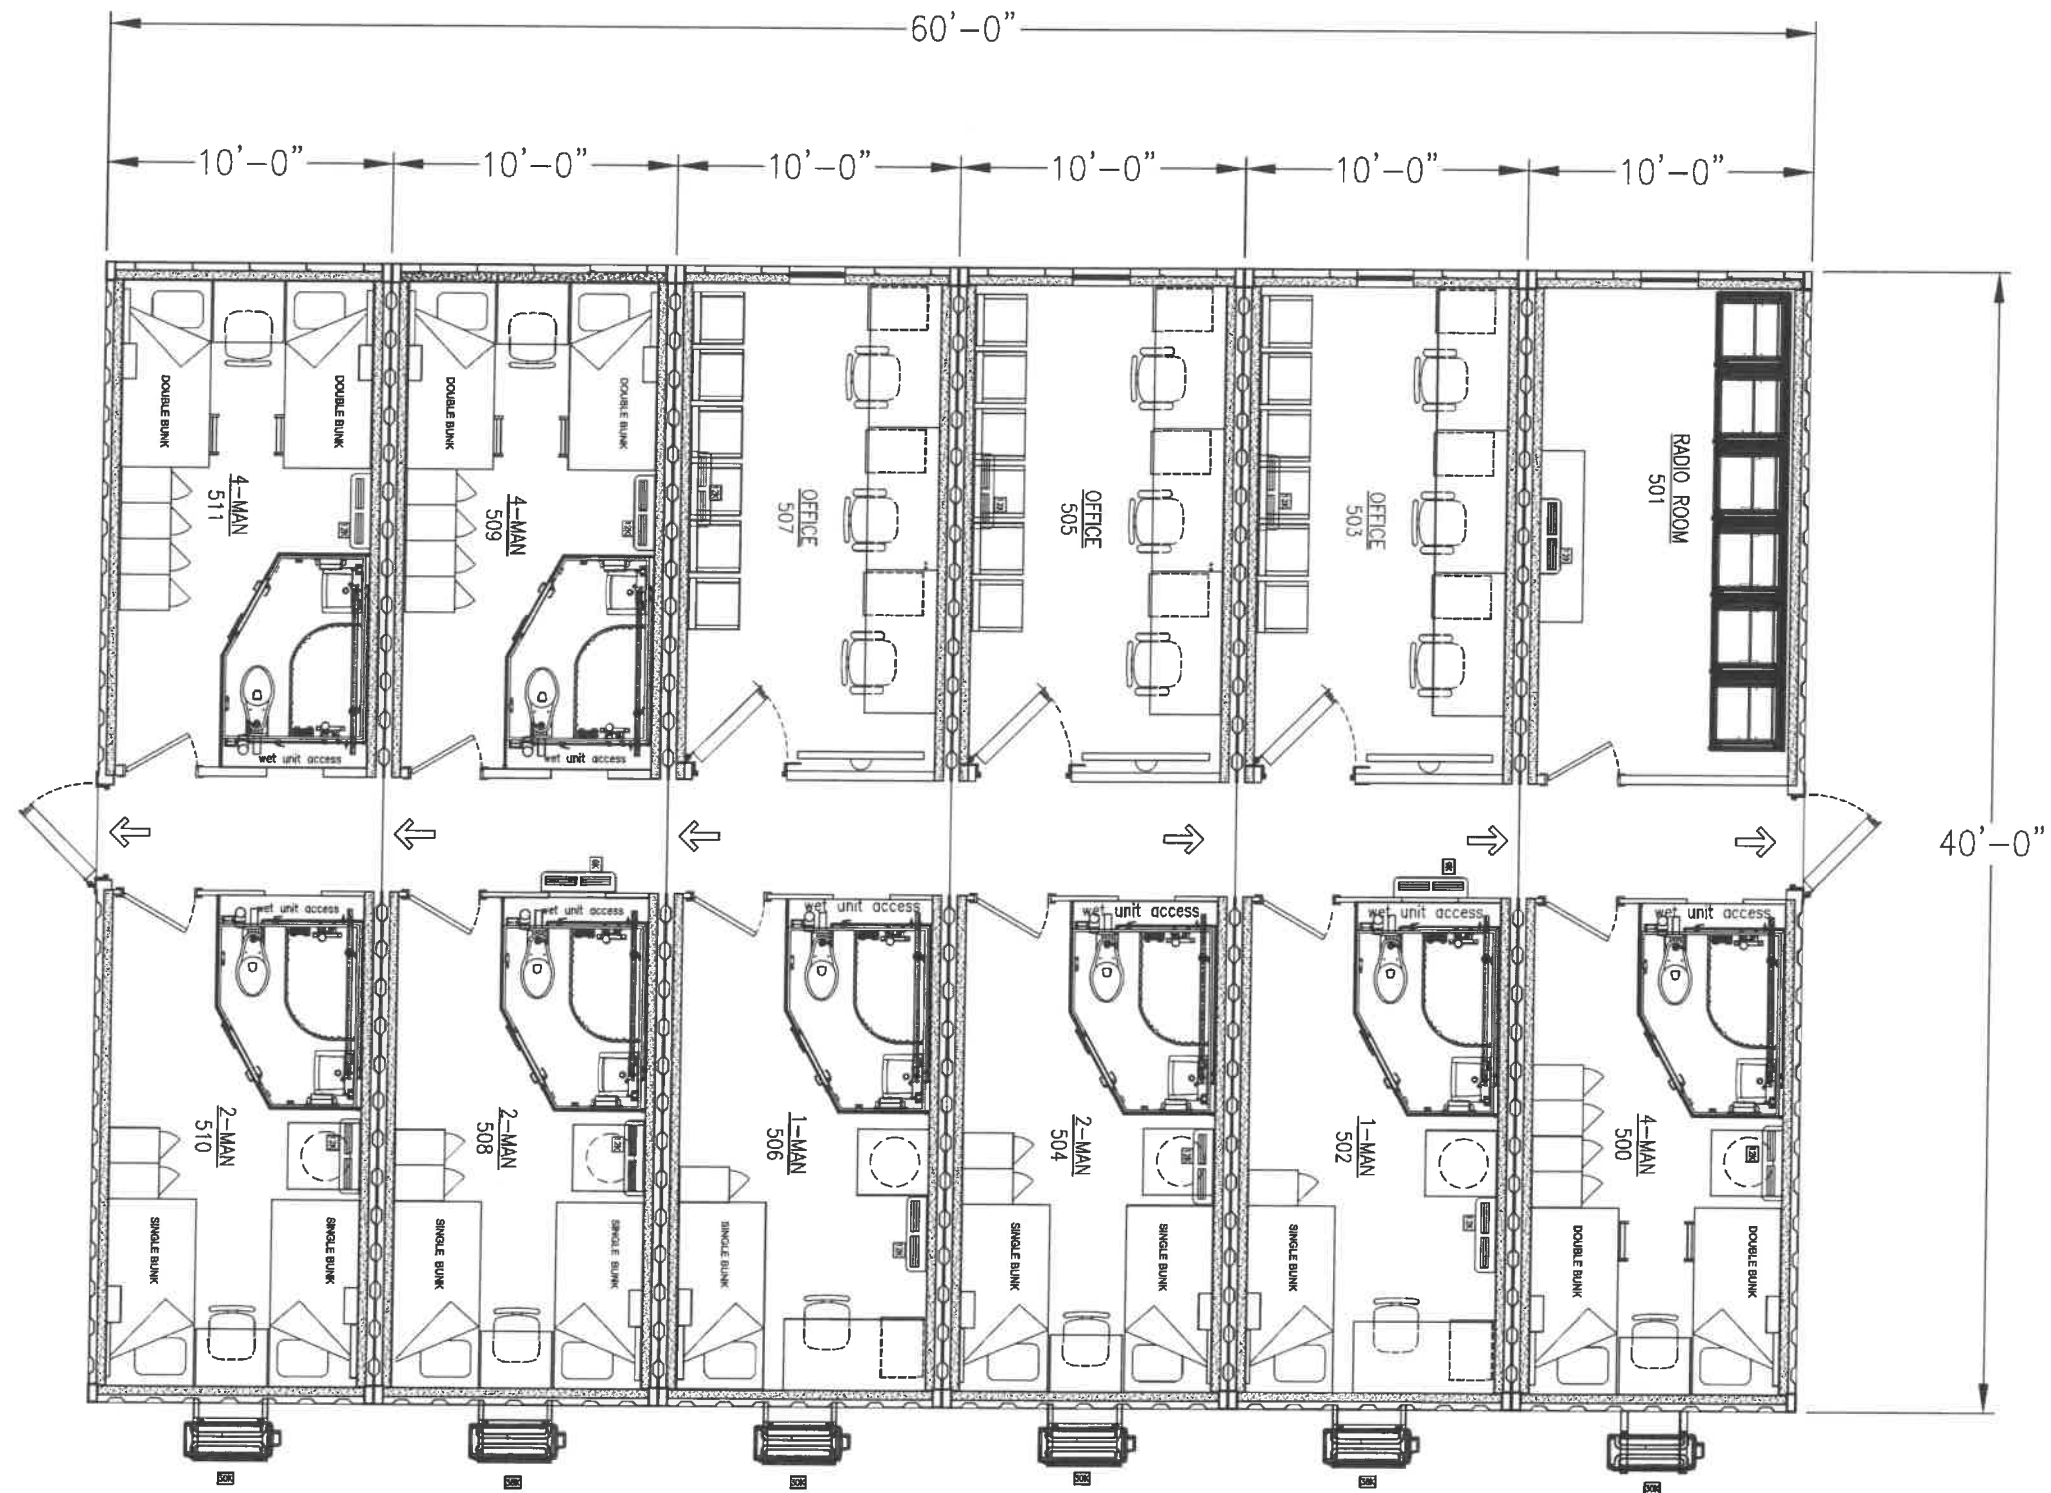 60'-0"
10'-0"
10'-0"
10'-0"
10'-0"
10'-0"
10'-0"
40'-0"
DOUBLE BUNK
DOUBLE BUNK
4-MAN
511
DOUBLE BUNK
DOUBLE BUNK
4-MAN
509
OFFICE
507
OFFICE
505
OFFICE
503
RADIO ROOM
501
wet unit access
wet unit access
wet unit access
wet unit access
wet unit access
wet unit access
wet unit access
wet unit access
2-MAN
510
2-MAN
508
1-MAN
506
2-MAN
504
1-MAN
502
4-MAN
500
SINGLE BUNK
SINGLE BUNK
SINGLE BUNK
SINGLE BUNK
SINGLE BUNK
SINGLE BUNK
SINGLE BUNK
SINGLE BUNK
DOUBLE BUNK
DOUBLE BUNK